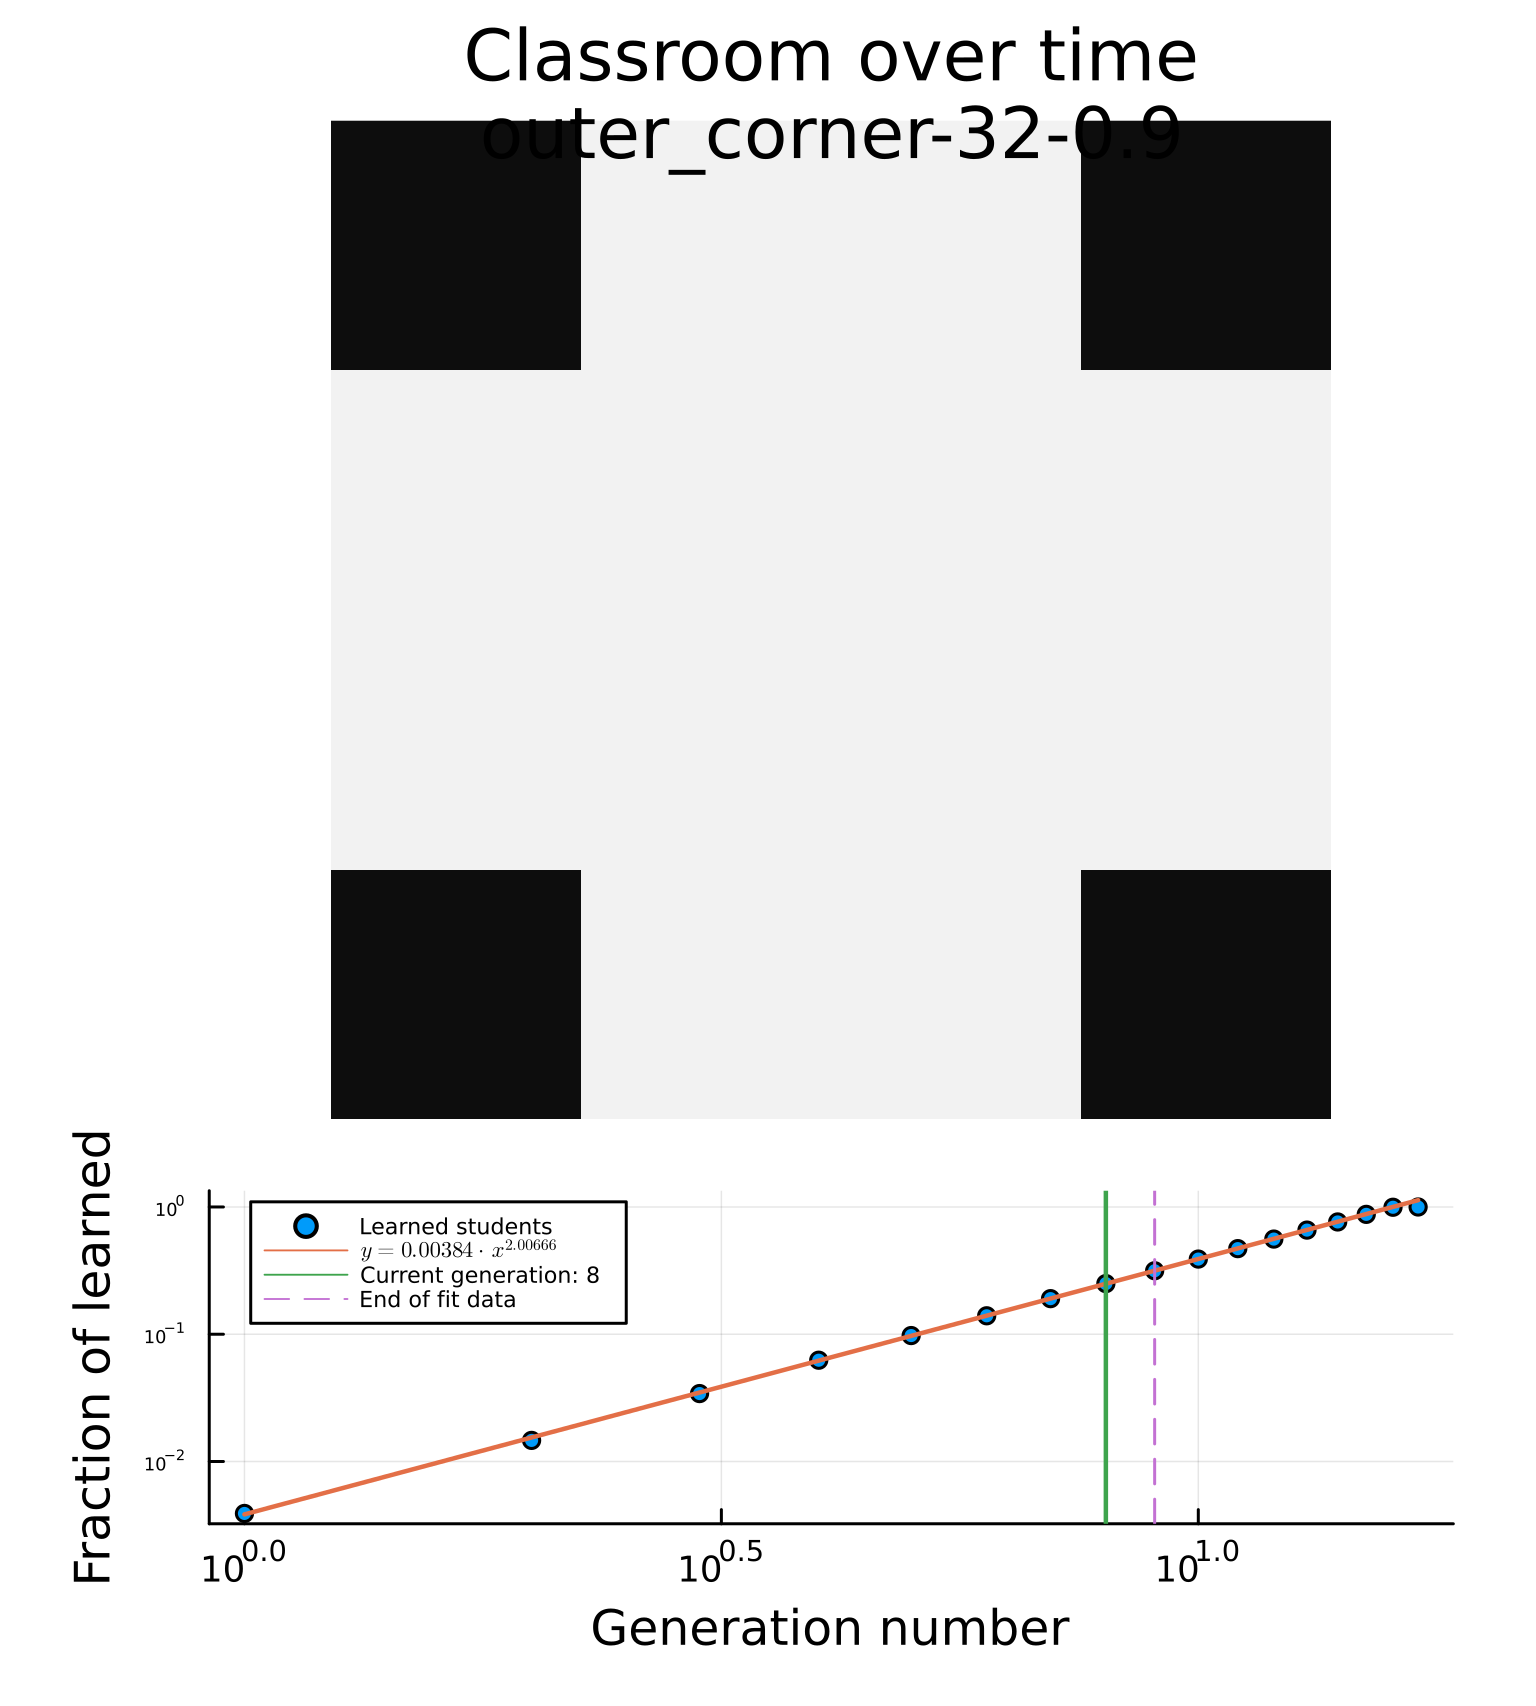 Classroom over time
outer_corner-32-0.9
Fraction of learned
10^0
10^-1
10^-2
Learned students
y = 0.00384 · x^2.00666
Current generation: 8
End of fit data
10^0.0
10^0.5
10^1.0
Generation number